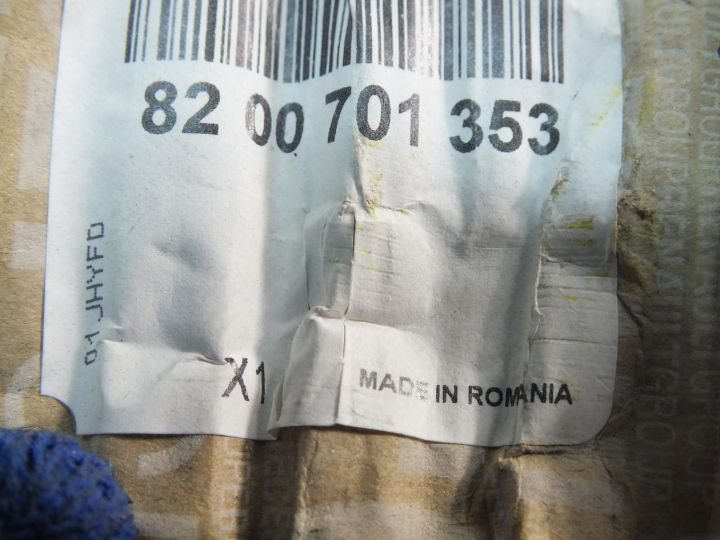 82 00 701 353
01 JHYFD
X1
MADE IN ROMANIA